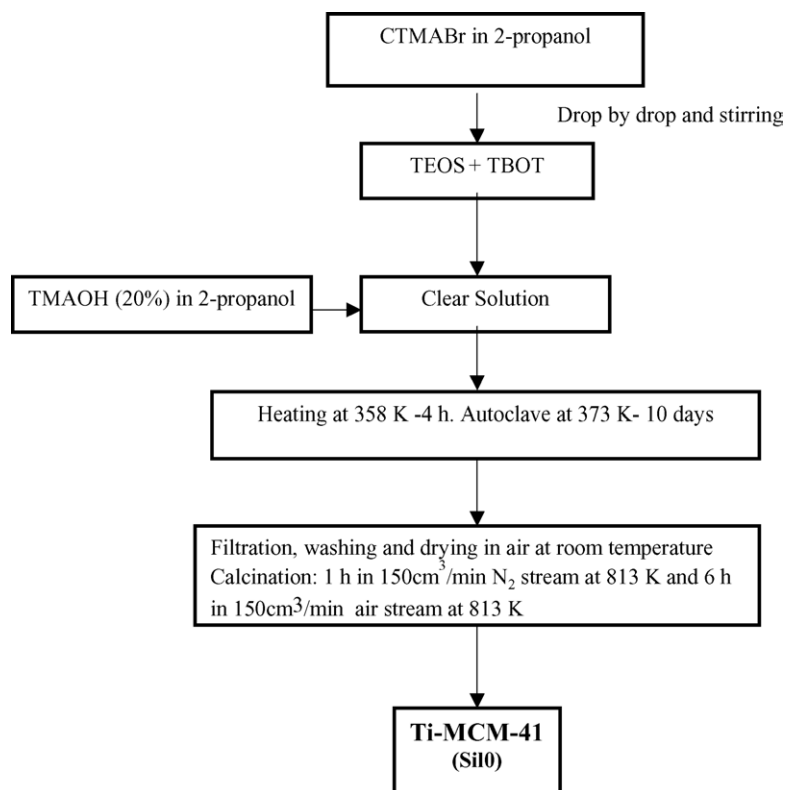 CTMABr in 2-propanol
Drop by drop and stirring
TEOS + TBOT
TMAOH (20%) in 2-propanol
Clear Solution
Heating at 358 K -4 h. Autoclave at 373 K- 10 days
Filtration, washing and drying in air at room temperature
Calcination: 1 h in 150cm³/min N₂ stream at 813 K and 6 h
in 150cm³/min air stream at 813 K
Ti-MCM-41
(Sil0)